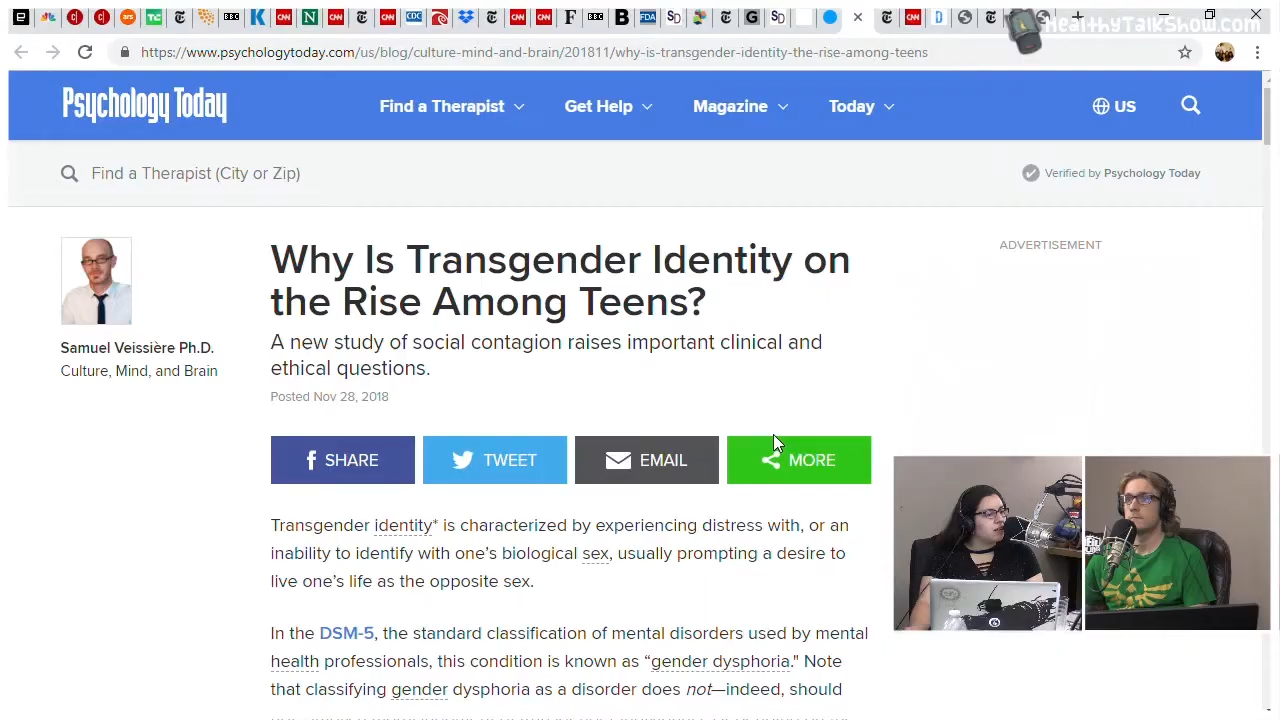 HealthyTalkShow.com
https://www.psychologytoday.com/us/blog/culture-mind-and-brain/201811/why-is-transgender-identity-the-rise-among-teens
Psychology Today
Find a Therapist
Get Help
Magazine
Today
US
Find a Therapist (City or Zip)
Verified by Psychology Today
Why Is Transgender Identity on
the Rise Among Teens?
A new study of social contagion raises important clinical and
ethical questions.
Posted Nov 28, 2018
Samuel Veissière Ph.D.
Culture, Mind, and Brain
ADVERTISEMENT
SHARE
TWEET
EMAIL
MORE
Transgender identity* is characterized by experiencing distress with, or an
inability to identify with one’s biological sex, usually prompting a desire to
live one’s life as the opposite sex.
In the DSM-5, the standard classification of mental disorders used by mental
health professionals, this condition is known as “gender dysphoria." Note
that classifying gender dysphoria as a disorder does not—indeed, should